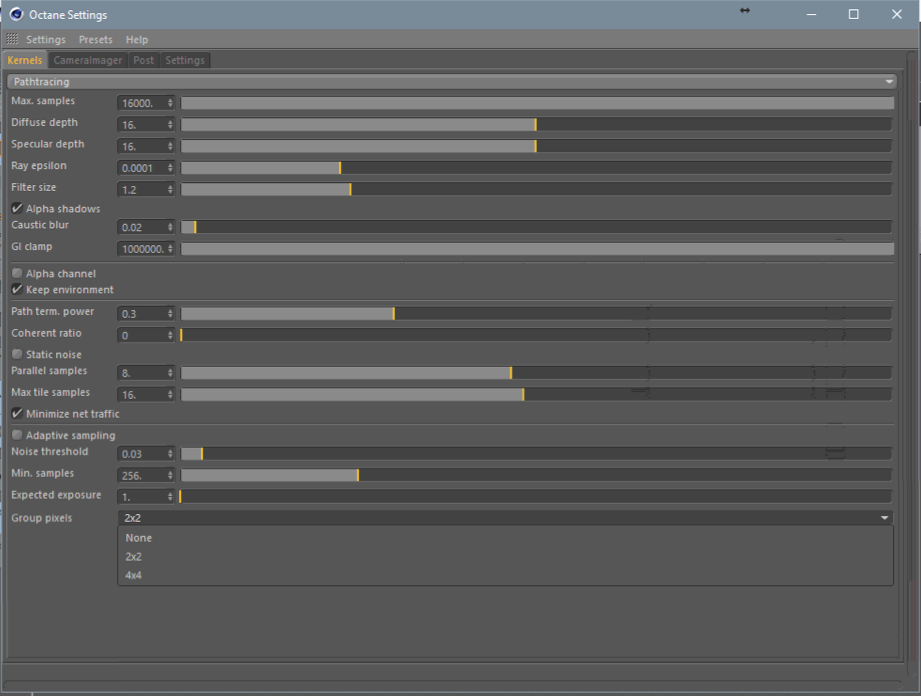 Octane Settings
Settings Presets Help
Kernels CameraImager Post Settings
Pathtracing
Max. samples 16000.
Diffuse depth 16.
Specular depth 16.
Ray epsilon 0.0001
Filter size 1.2
Alpha shadows
Caustic blur 0.02
GI clamp 1000000.
Alpha channel
Keep environment
Path term. power 0.3
Coherent ratio 0
Static noise
Parallel samples 8.
Max tile samples 16.
Minimize net traffic
Adaptive sampling
Noise threshold 0.03
Min. samples 256.
Expected exposure 1.
Group pixels 2x2
None
2x2
4x4